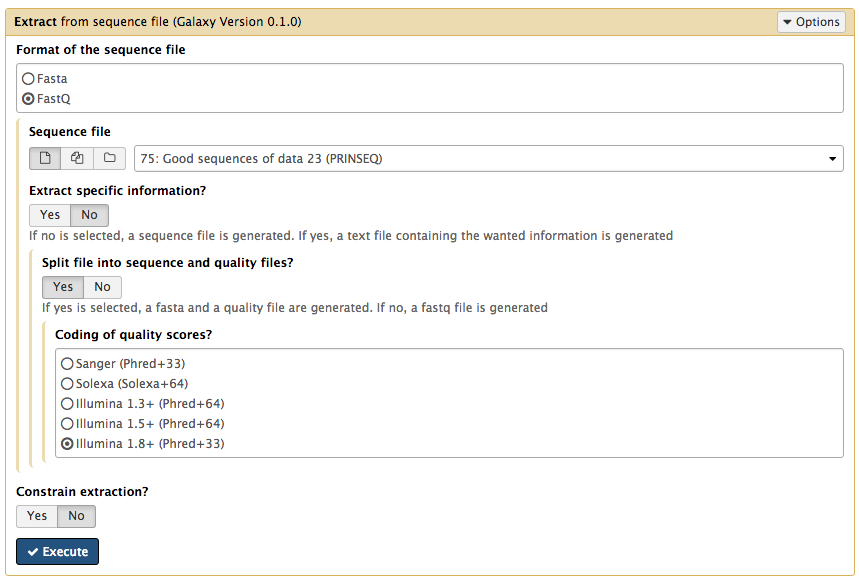 Extract from sequence file (Galaxy Version 0.1.0) Options
Format of the sequence file
Fasta
FastQ
Sequence file
75: Good sequences of data 23 (PRINSEQ)
Extract specific information?
Yes No
If no is selected, a sequence file is generated. If yes, a text file containing the wanted information is generated
Split file into sequence and quality files?
Yes No
If yes is selected, a fasta and a quality file are generated. If no, a fastq file is generated
Coding of quality scores?
Sanger (Phred+33)
Solexa (Solexa+64)
Illumina 1.3+ (Phred+64)
Illumina 1.5+ (Phred+64)
Illumina 1.8+ (Phred+33)
Constrain extraction?
Yes No
Execute